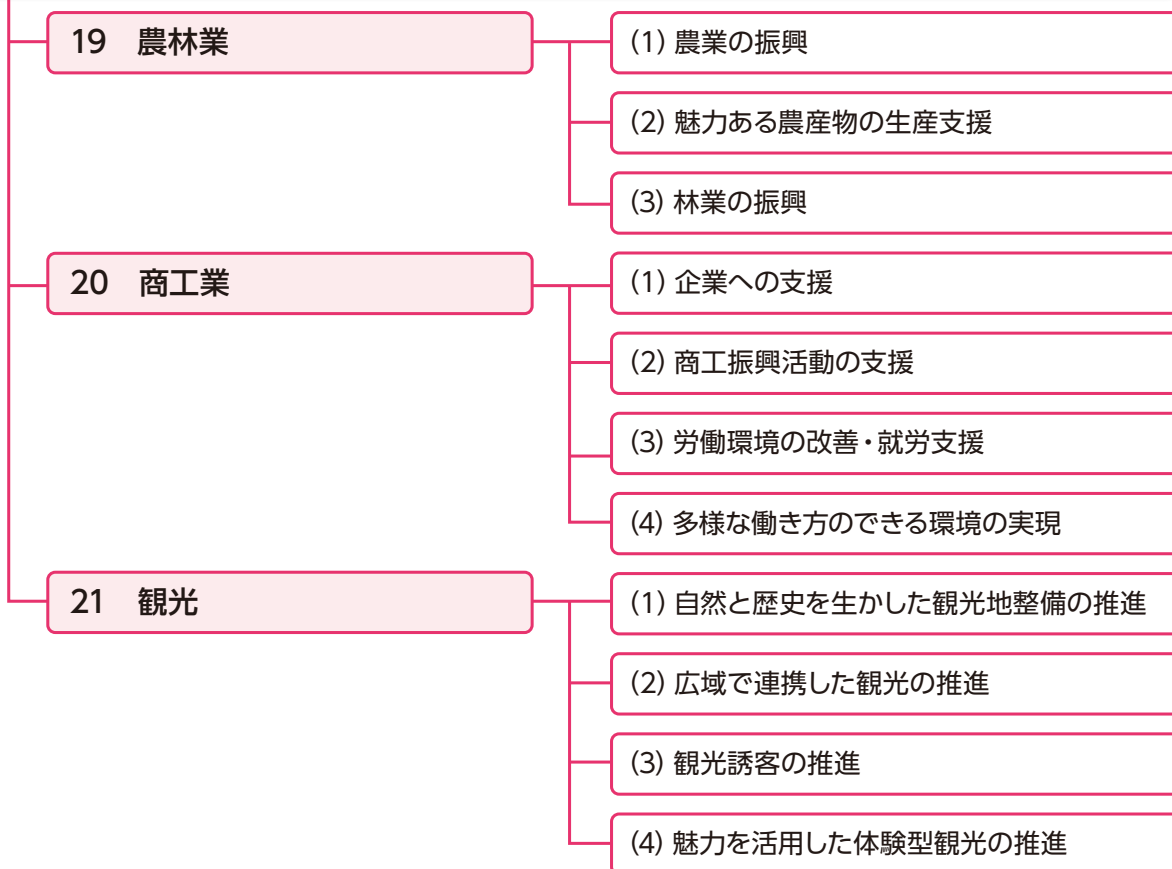 19　農林業
(1) 農業の振興
(2) 魅力ある農産物の生産支援
(3) 林業の振興
20　商工業
(1) 企業への支援
(2) 商工振興活動の支援
(3) 労働環境の改善・就労支援
(4) 多様な働き方のできる環境の実現
21　観光
(1) 自然と歴史を生かした観光地整備の推進
(2) 広域で連携した観光の推進
(3) 観光誘客の推進
(4) 魅力を活用した体験型観光の推進